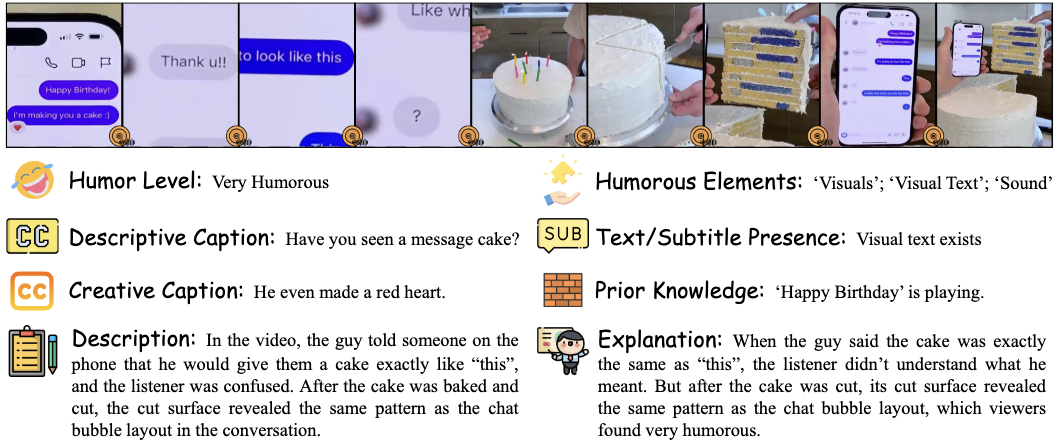 Happy Birthday!
I'm making you a cake :)
Thank u!!
to look like this
This
Like wh
?
Humor Level: Very Humorous
Humorous Elements: ‘Visuals’; ‘Visual Text’; ‘Sound’
CC
Descriptive Caption: Have you seen a message cake?
SUB
Text/Subtitle Presence: Visual text exists
cc
Creative Caption: He even made a red heart.
Prior Knowledge: ‘Happy Birthday’ is playing.
Description: In the video, the guy told someone on the
phone that he would give them a cake exactly like “this”,
and the listener was confused. After the cake was baked and
cut, the cut surface revealed the same pattern as the chat
bubble layout in the conversation.
Explanation: When the guy said the cake was exactly
the same as “this”, the listener didn’t understand what he
meant. But after the cake was cut, its cut surface revealed
the same pattern as the chat bubble layout, which viewers
found very humorous.